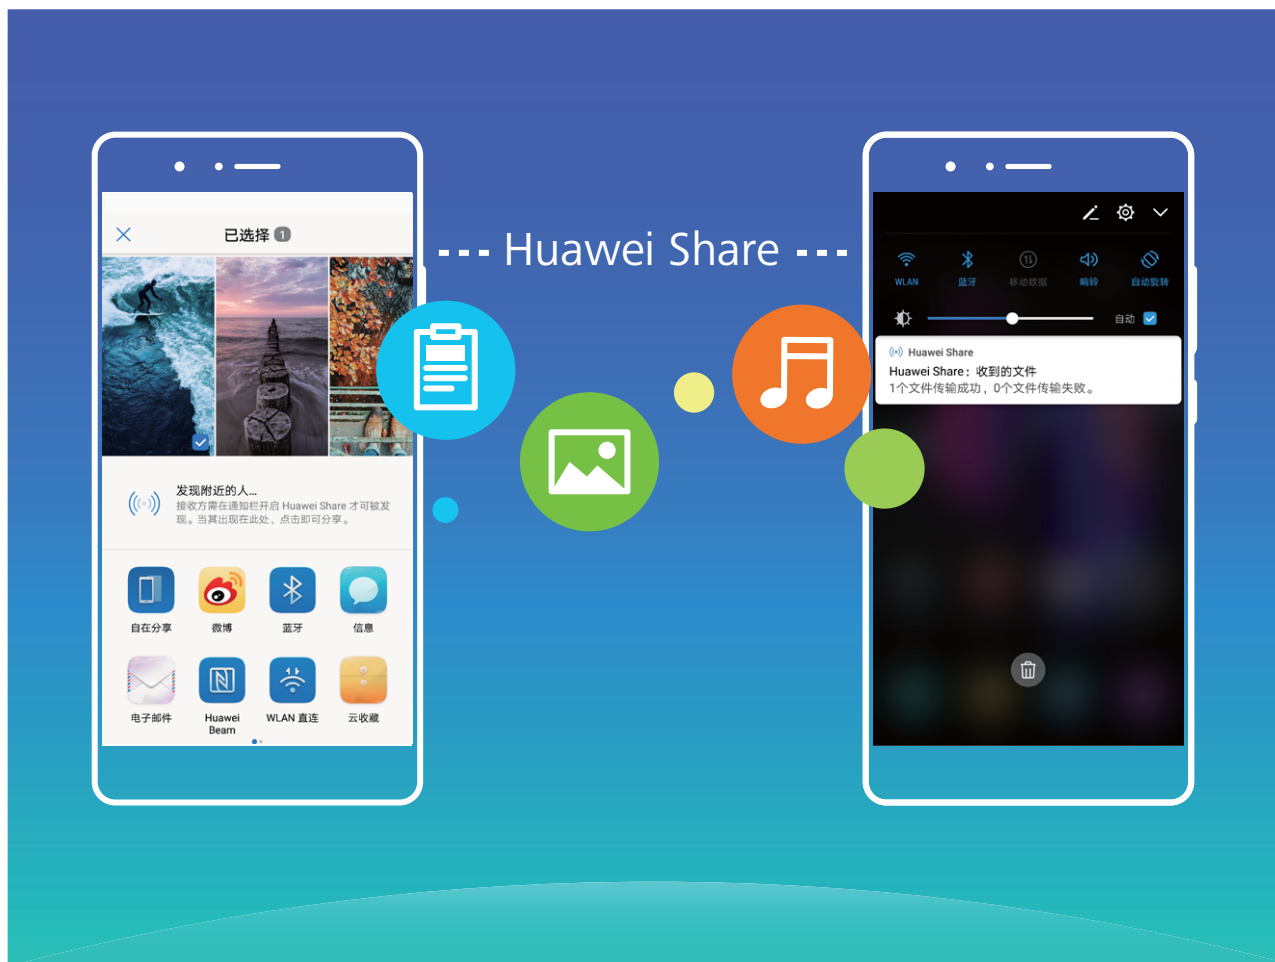 已选择 1
Huawei Share
发现附近的人...
接收方需在通知栏开启 Huawei Share 才可被发
现。当其出现在此处，点击即可分享。
自在分享
微博
蓝牙
信息
电子邮件
Huawei
Beam
WLAN 直连
云收藏
WLAN
蓝牙
移动数据
响铃
自动旋转
自动
Huawei Share
Huawei Share：收到的文件
1个文件传输成功，0个文件传输失败。